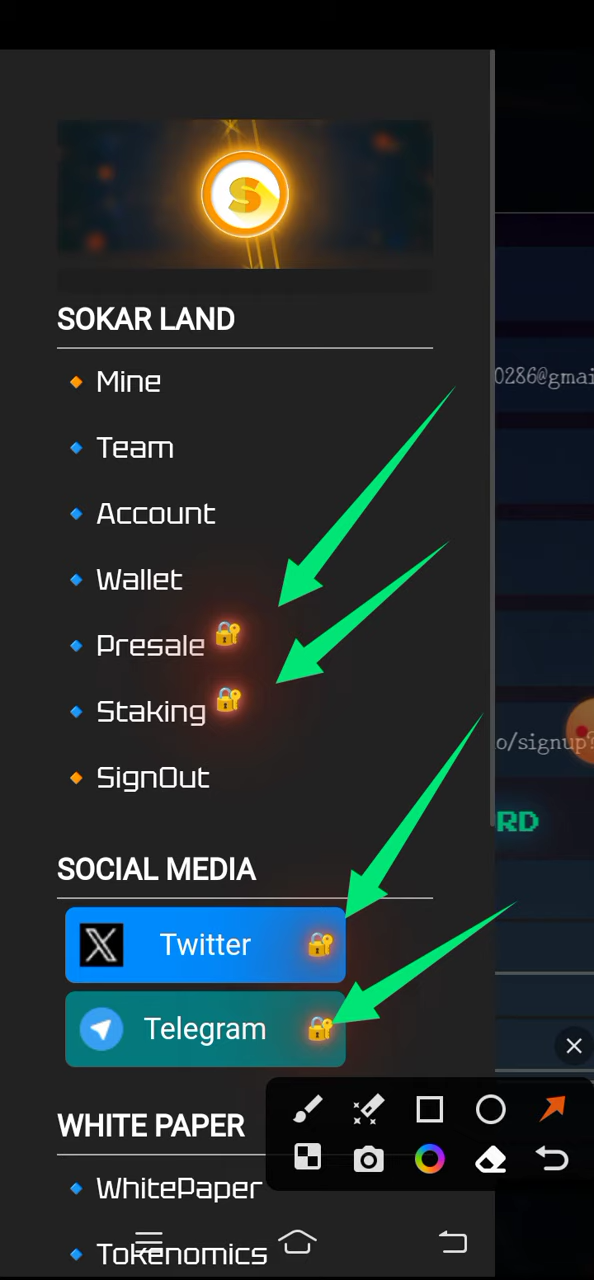 S
SOKAR LAND
Mine
0286@gmai
Team
Account
Wallet
Presale
Staking
o/signup?
SignOut
RD
SOCIAL MEDIA
X Twitter
Telegram
WHITE PAPER
WhitePaper
Tokenomics